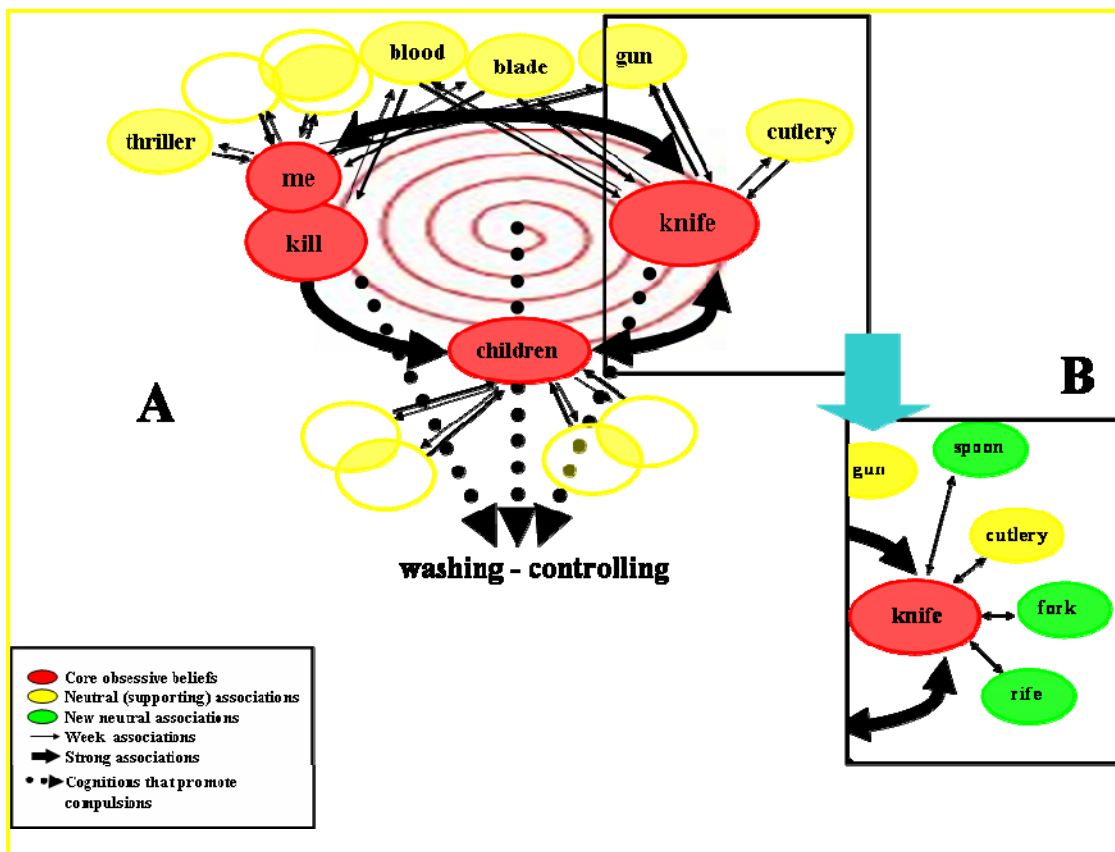 blood
blade
gun
thriller
cutlery
me
knife
kill
children
A
B
gun
spoon
cutlery
knife
fork
rife
washing - controlling
Core obsessive beliefs
Neutral (supporting) associations
New neutral associations
Week associations
Strong associations
Cognitions that promote
compulsions